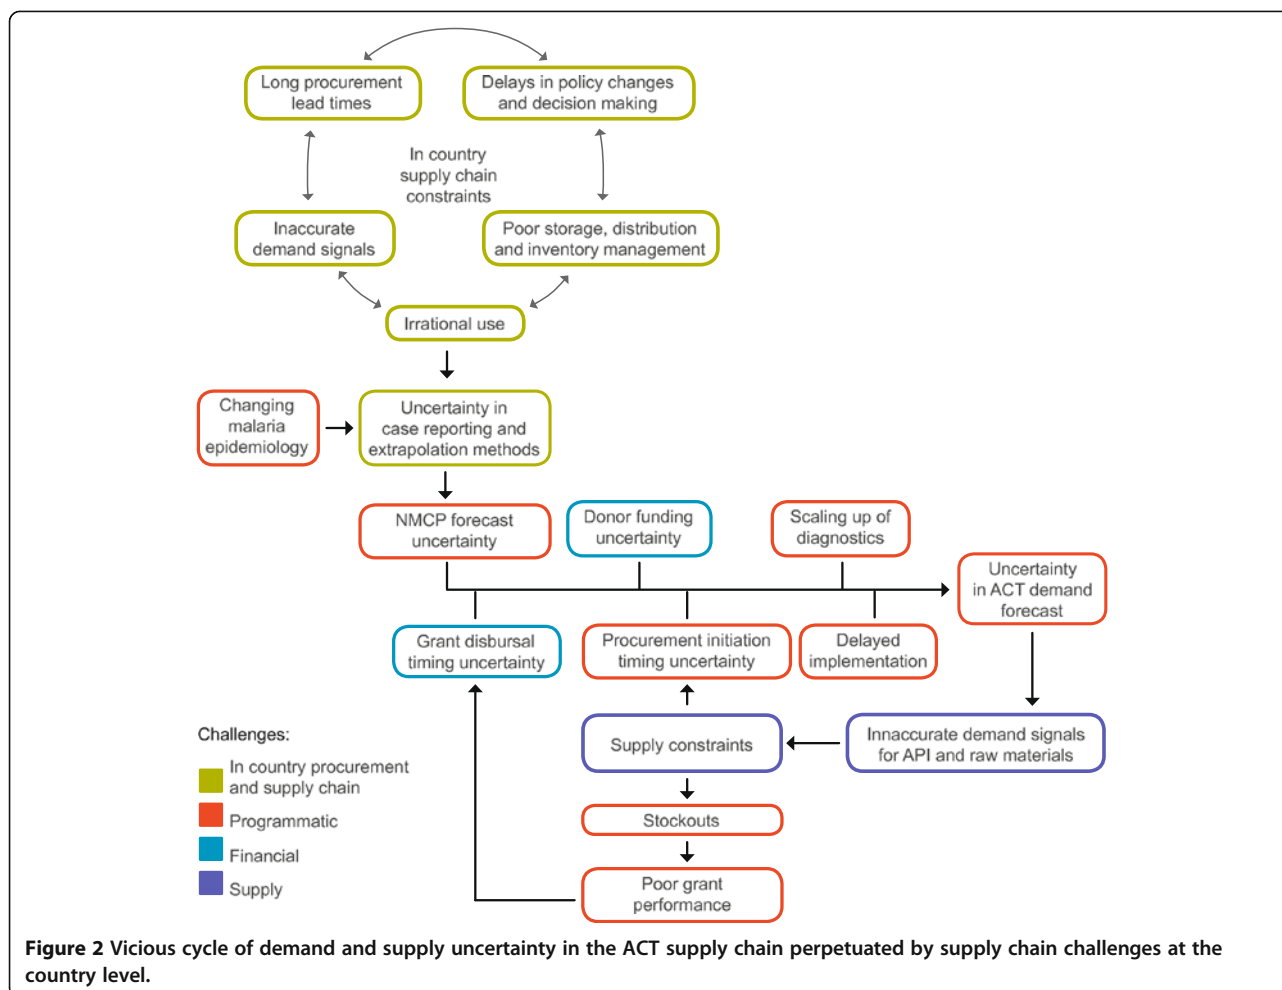 Long procurement
lead times
Delays in policy changes
and decision making
In country
supply chain
constraints
Inaccurate
demand signals
Poor storage, distribution
and inventory management
Irrational use
Changing
malaria
epidemiology
Uncertainty in
case reporting and
extrapolation methods
NMCP forecast
uncertainty
Donor funding
uncertainty
Scaling up of
diagnostics
Uncertainty
in ACT demand
forecast
Grant disbursal
timing uncertainty
Procurement initiation
timing uncertainty
Delayed
implementation
Supply constraints
Innaccurate demand signals
for API and raw materials
Stockouts
Poor grant
performance
Challenges:
In country procurement
and supply chain
Programmatic
Financial
Supply
Figure 2 Vicious cycle of demand and supply uncertainty in the ACT supply chain perpetuated by supply chain challenges at the
country level.